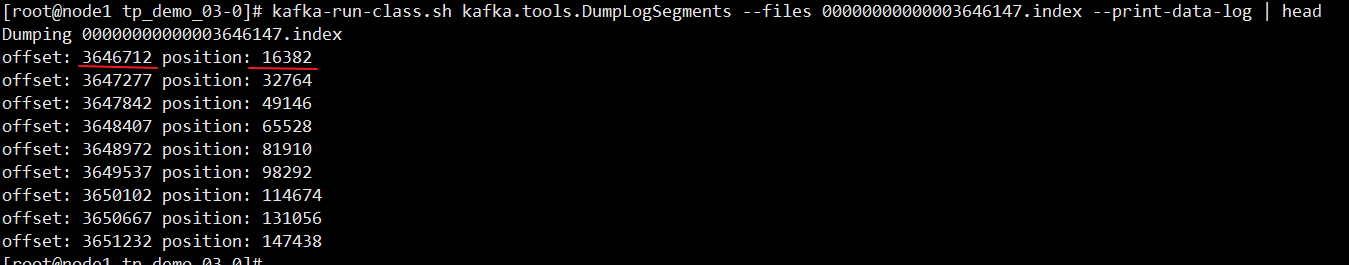 [root@node1 tp_demo_03-0]# kafka-run-class.sh kafka.tools.DumpLogSegments --files 00000000000003646147.index --print-data-log | head
Dumping 00000000000003646147.index
offset: 3646712 position: 16382
offset: 3647277 position: 32764
offset: 3647842 position: 49146
offset: 3648407 position: 65528
offset: 3648972 position: 81910
offset: 3649537 position: 98292
offset: 3650102 position: 114674
offset: 3650667 position: 131056
offset: 3651232 position: 147438
[root@node1 tp_demo_03-0]#